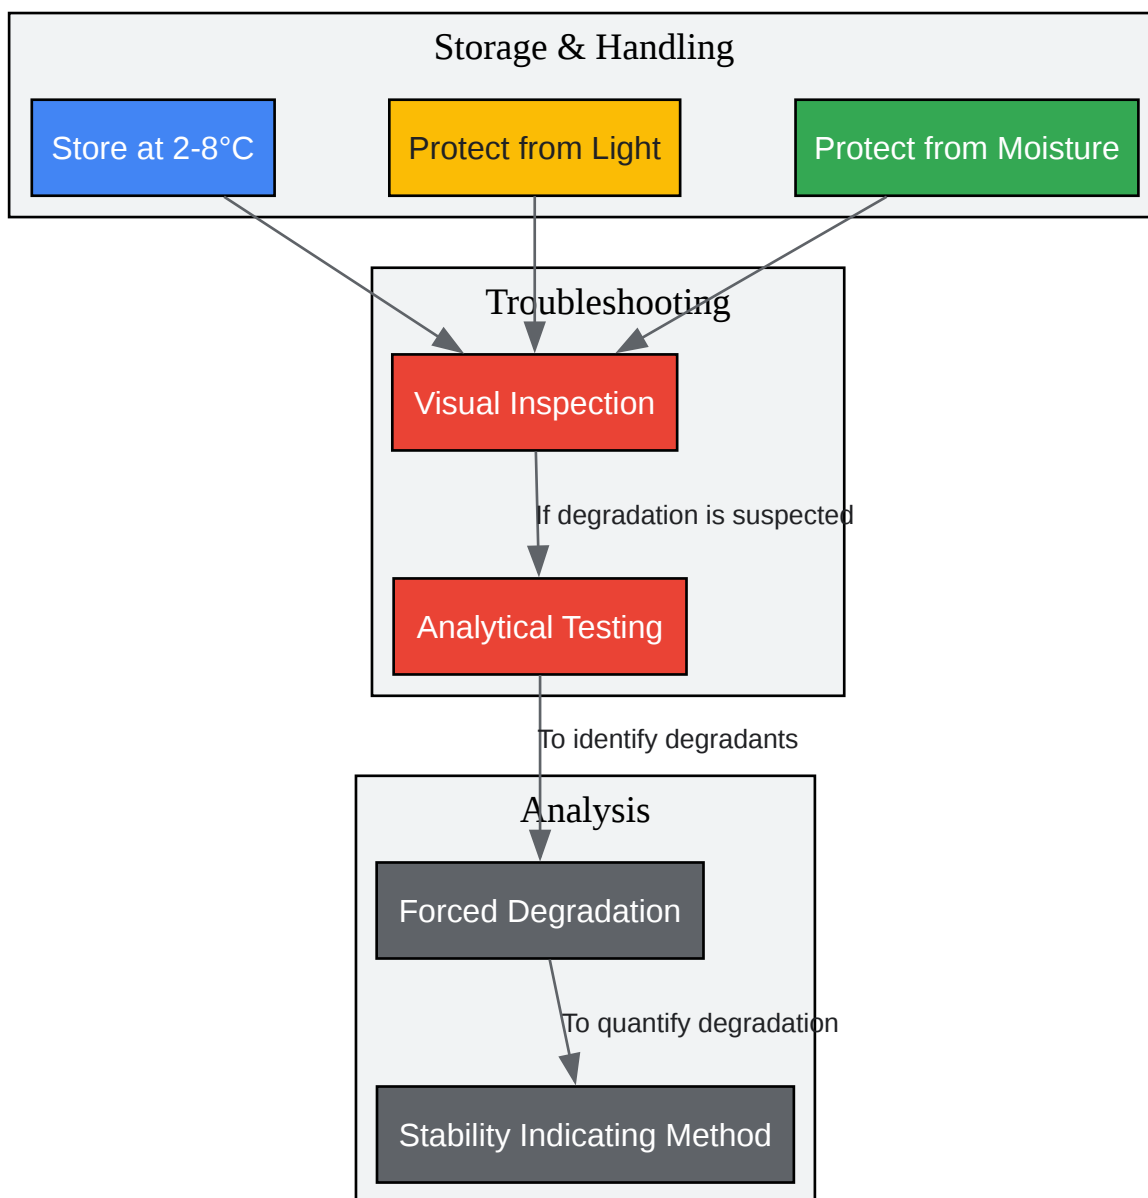 Storage & Handling
Store at 2-8°C
Protect from Light
Protect from Moisture
Troubleshooting
Visual Inspection
If degradation is suspected
Analytical Testing
To identify degradants
Analysis
Forced Degradation
To quantify degradation
Stability Indicating Method